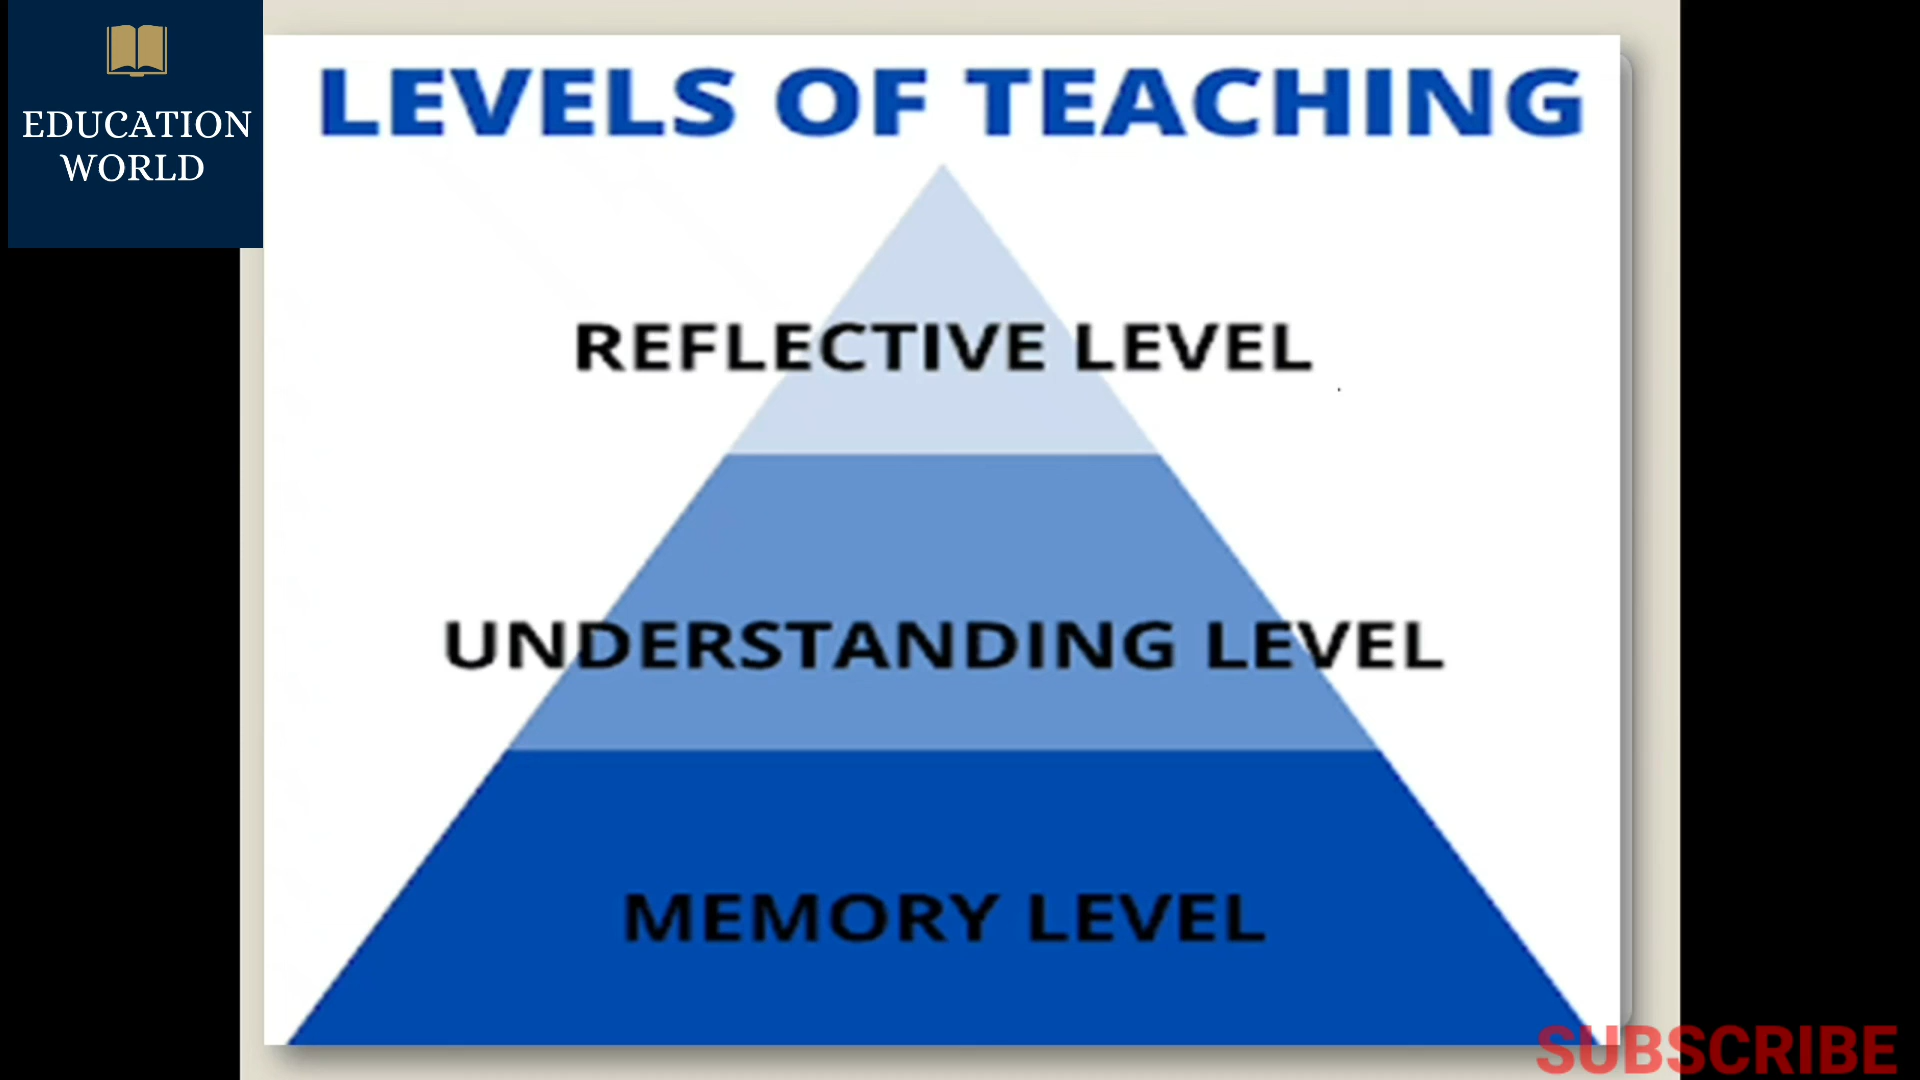 EDUCATION
WORLD
LEVELS OF TEACHING
REFLECTIVE LEVEL
UNDERSTANDING LEVEL
MEMORY LEVEL
SUBSCRIBE